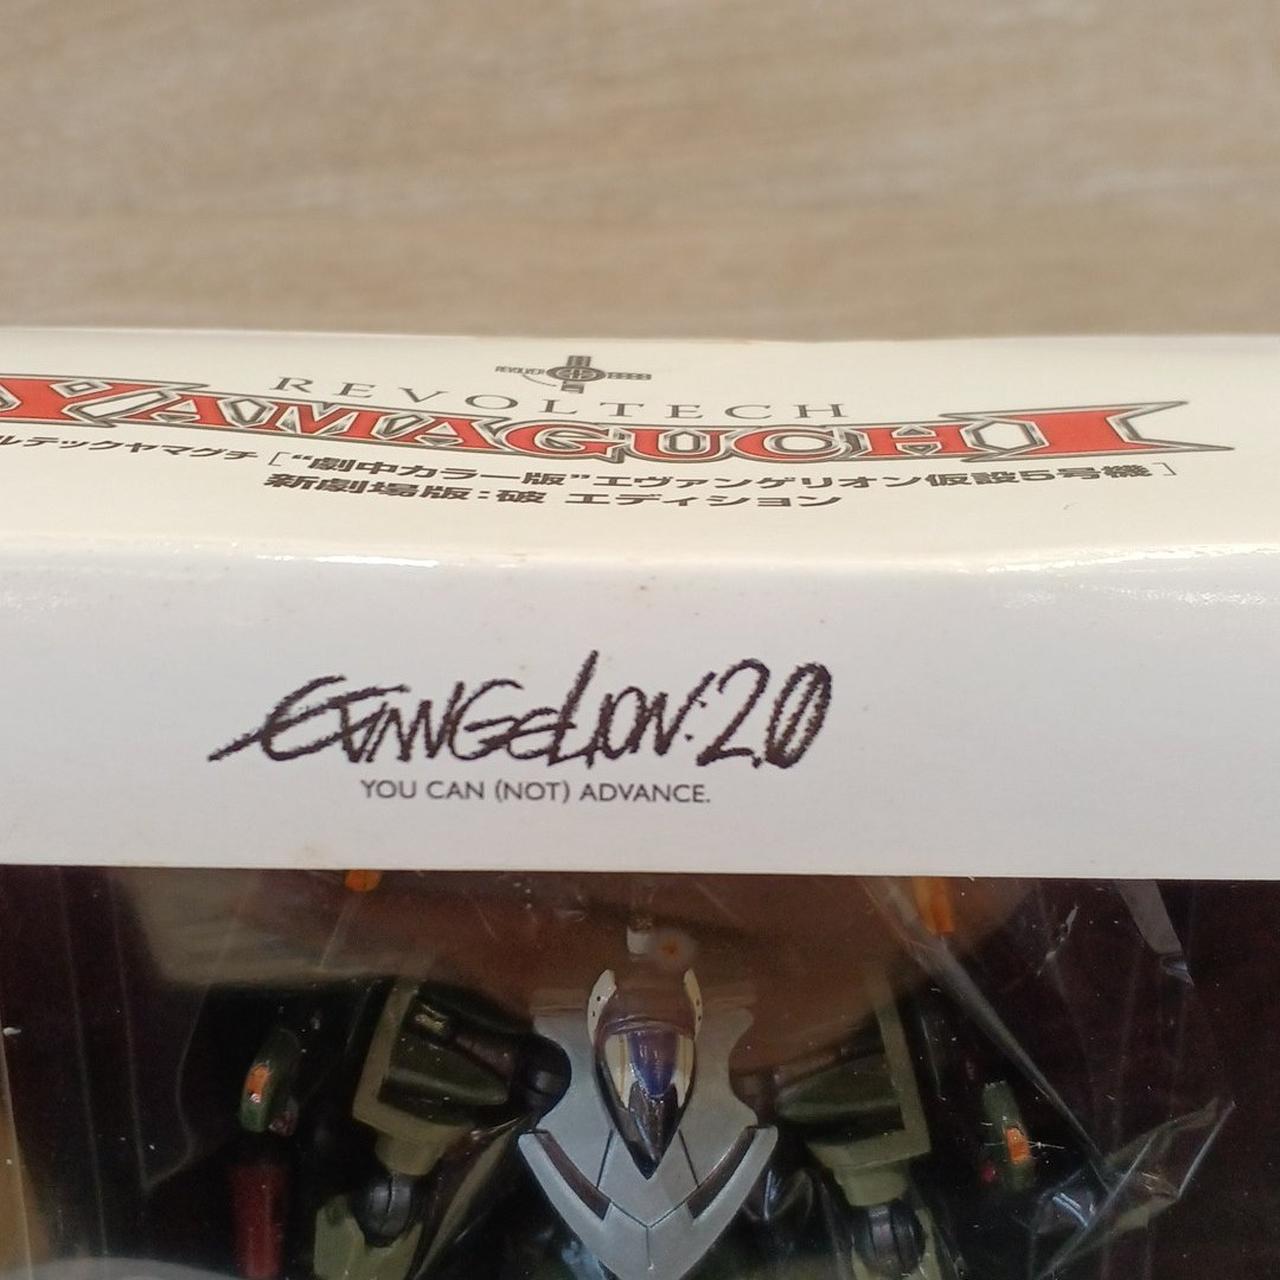 REVOLVER
REVOLTECH
YAMAGUCHI
ルテックヤマグチ [“劇中カラー版”エヴァンゲリオン仮設5号機]
新劇場版:破 エディション
EVANGELION:2.0
YOU CAN (NOT) ADVANCE.